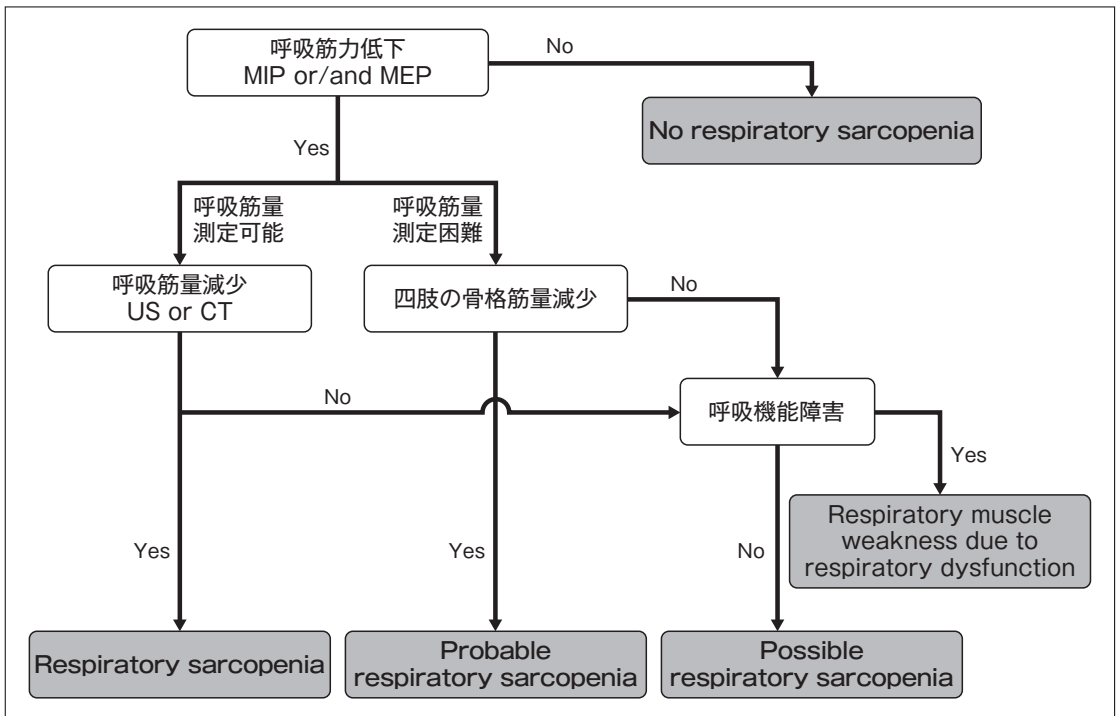 呼吸筋力低下
MIP or/and MEP
No
No respiratory sarcopenia
Yes
呼吸筋量
測定可能
呼吸筋量
測定困難
呼吸筋量減少
US or CT
四肢の骨格筋量減少
No
No
呼吸機能障害
Yes
Respiratory muscle
weakness due to
respiratory dysfunction
Yes
Yes
No
Respiratory sarcopenia
Probable
respiratory sarcopenia
Possible
respiratory sarcopenia